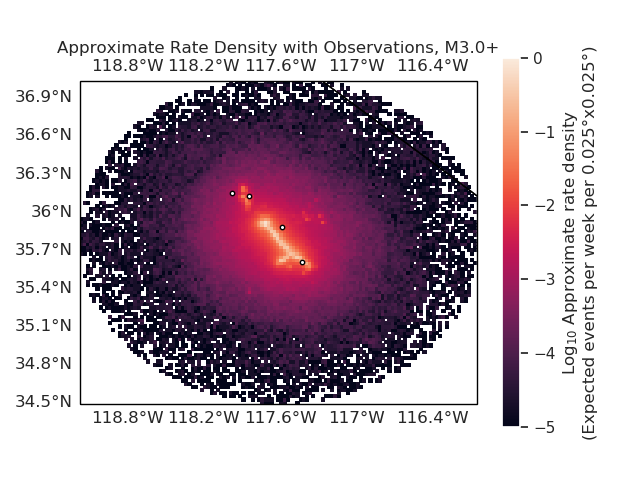 Approximate Rate Density with Observations, M3.0+
118.8°W 118.2°W 117.6°W 117°W 116.4°W
36.9°N
36.6°N
36.3°N
36°N
35.7°N
35.4°N
35.1°N
34.8°N
34.5°N
118.8°W 118.2°W 117.6°W 117°W 116.4°W
0
−1
−2
−3
−4
−5
Log₁₀ Approximate rate density
(Expected events per week per 0.025°x0.025°)